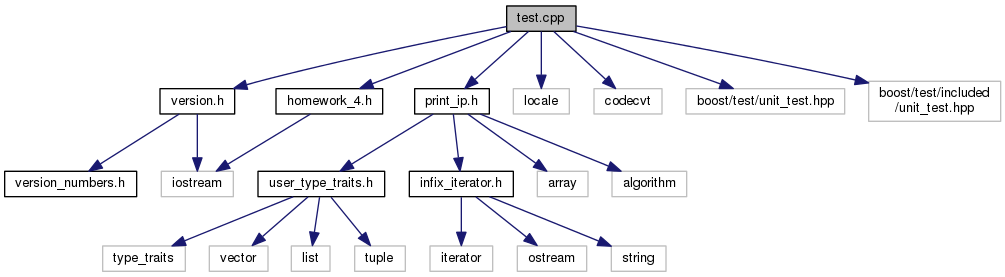 test.cpp
version.h
homework_4.h
print_ip.h
locale
codecvt
boost/test/unit_test.hpp
boost/test/included
/unit_test.hpp
version_numbers.h
iostream
user_type_traits.h
infix_iterator.h
array
algorithm
type_traits
vector
list
tuple
iterator
ostream
string